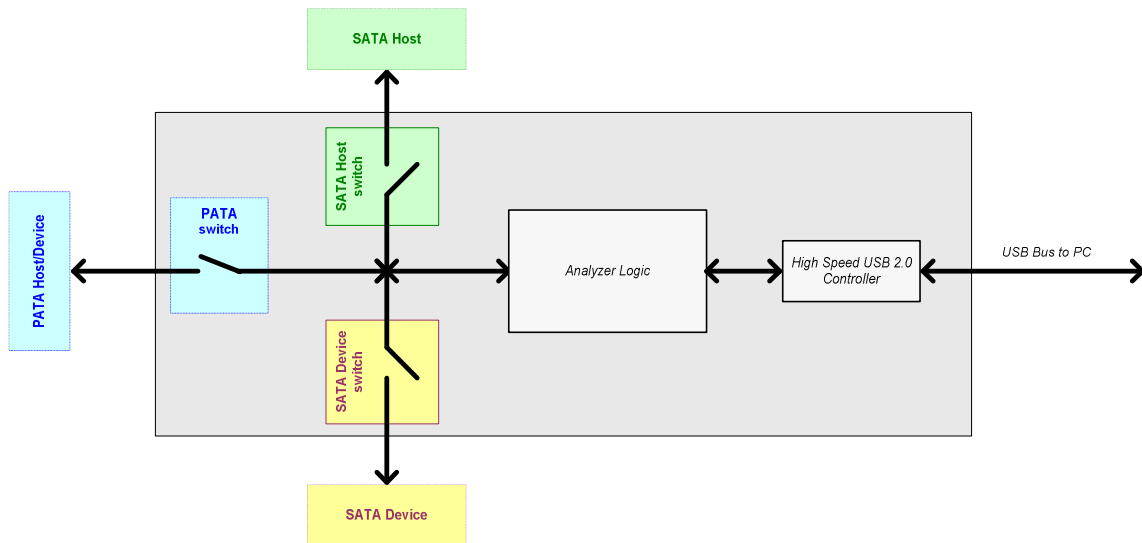 SATA Host
SATA Host
switch
PATA
switch
PATA Host/Device
Analyzer Logic
High Speed USB 2.0
Controller
USB Bus to PC
SATA Device
switch
SATA Device